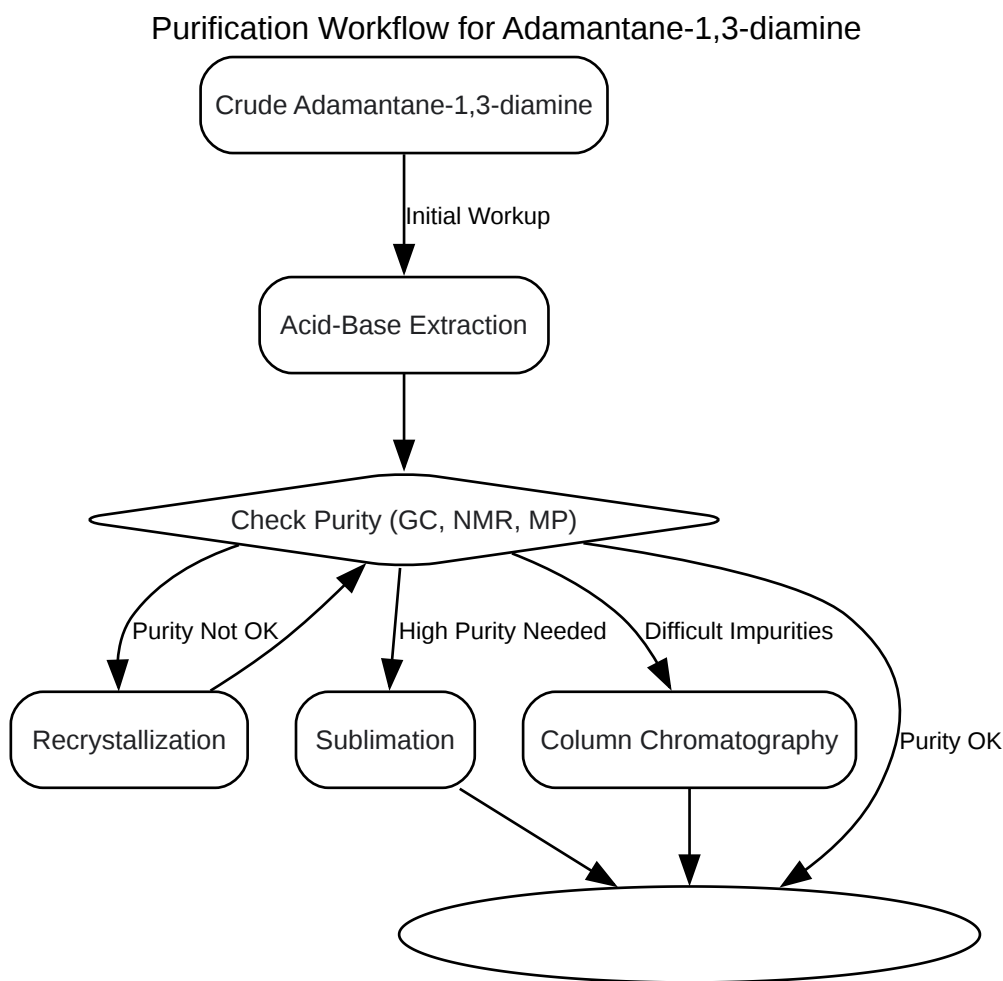 Purification Workflow for Adamantane-1,3-diamine
Crude Adamantane-1,3-diamine
Initial Workup
Acid-Base Extraction
Check Purity (GC, NMR, MP)
Purity Not OK
High Purity Needed
Difficult Impurities
Recrystallization
Sublimation
Column Chromatography
Purity OK